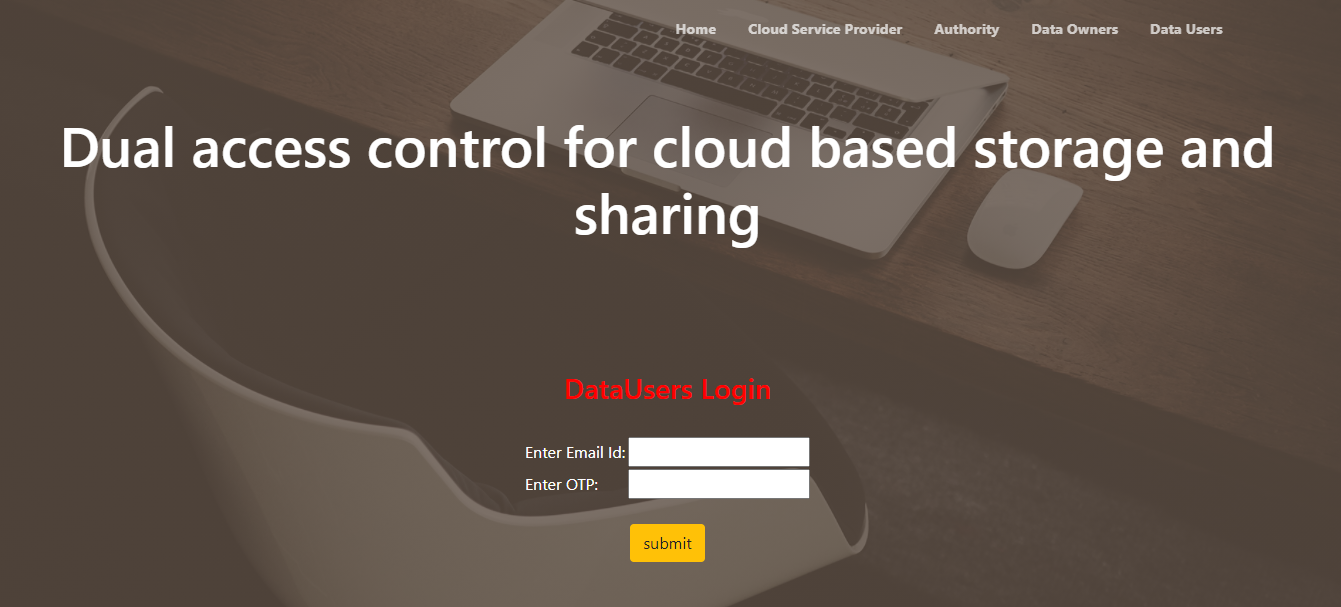 Home Cloud Service Provider Authority Data Owners Data Users
Dual access control for cloud based storage and
sharing
DataUsers Login
Enter Email Id:
Enter OTP:
submit